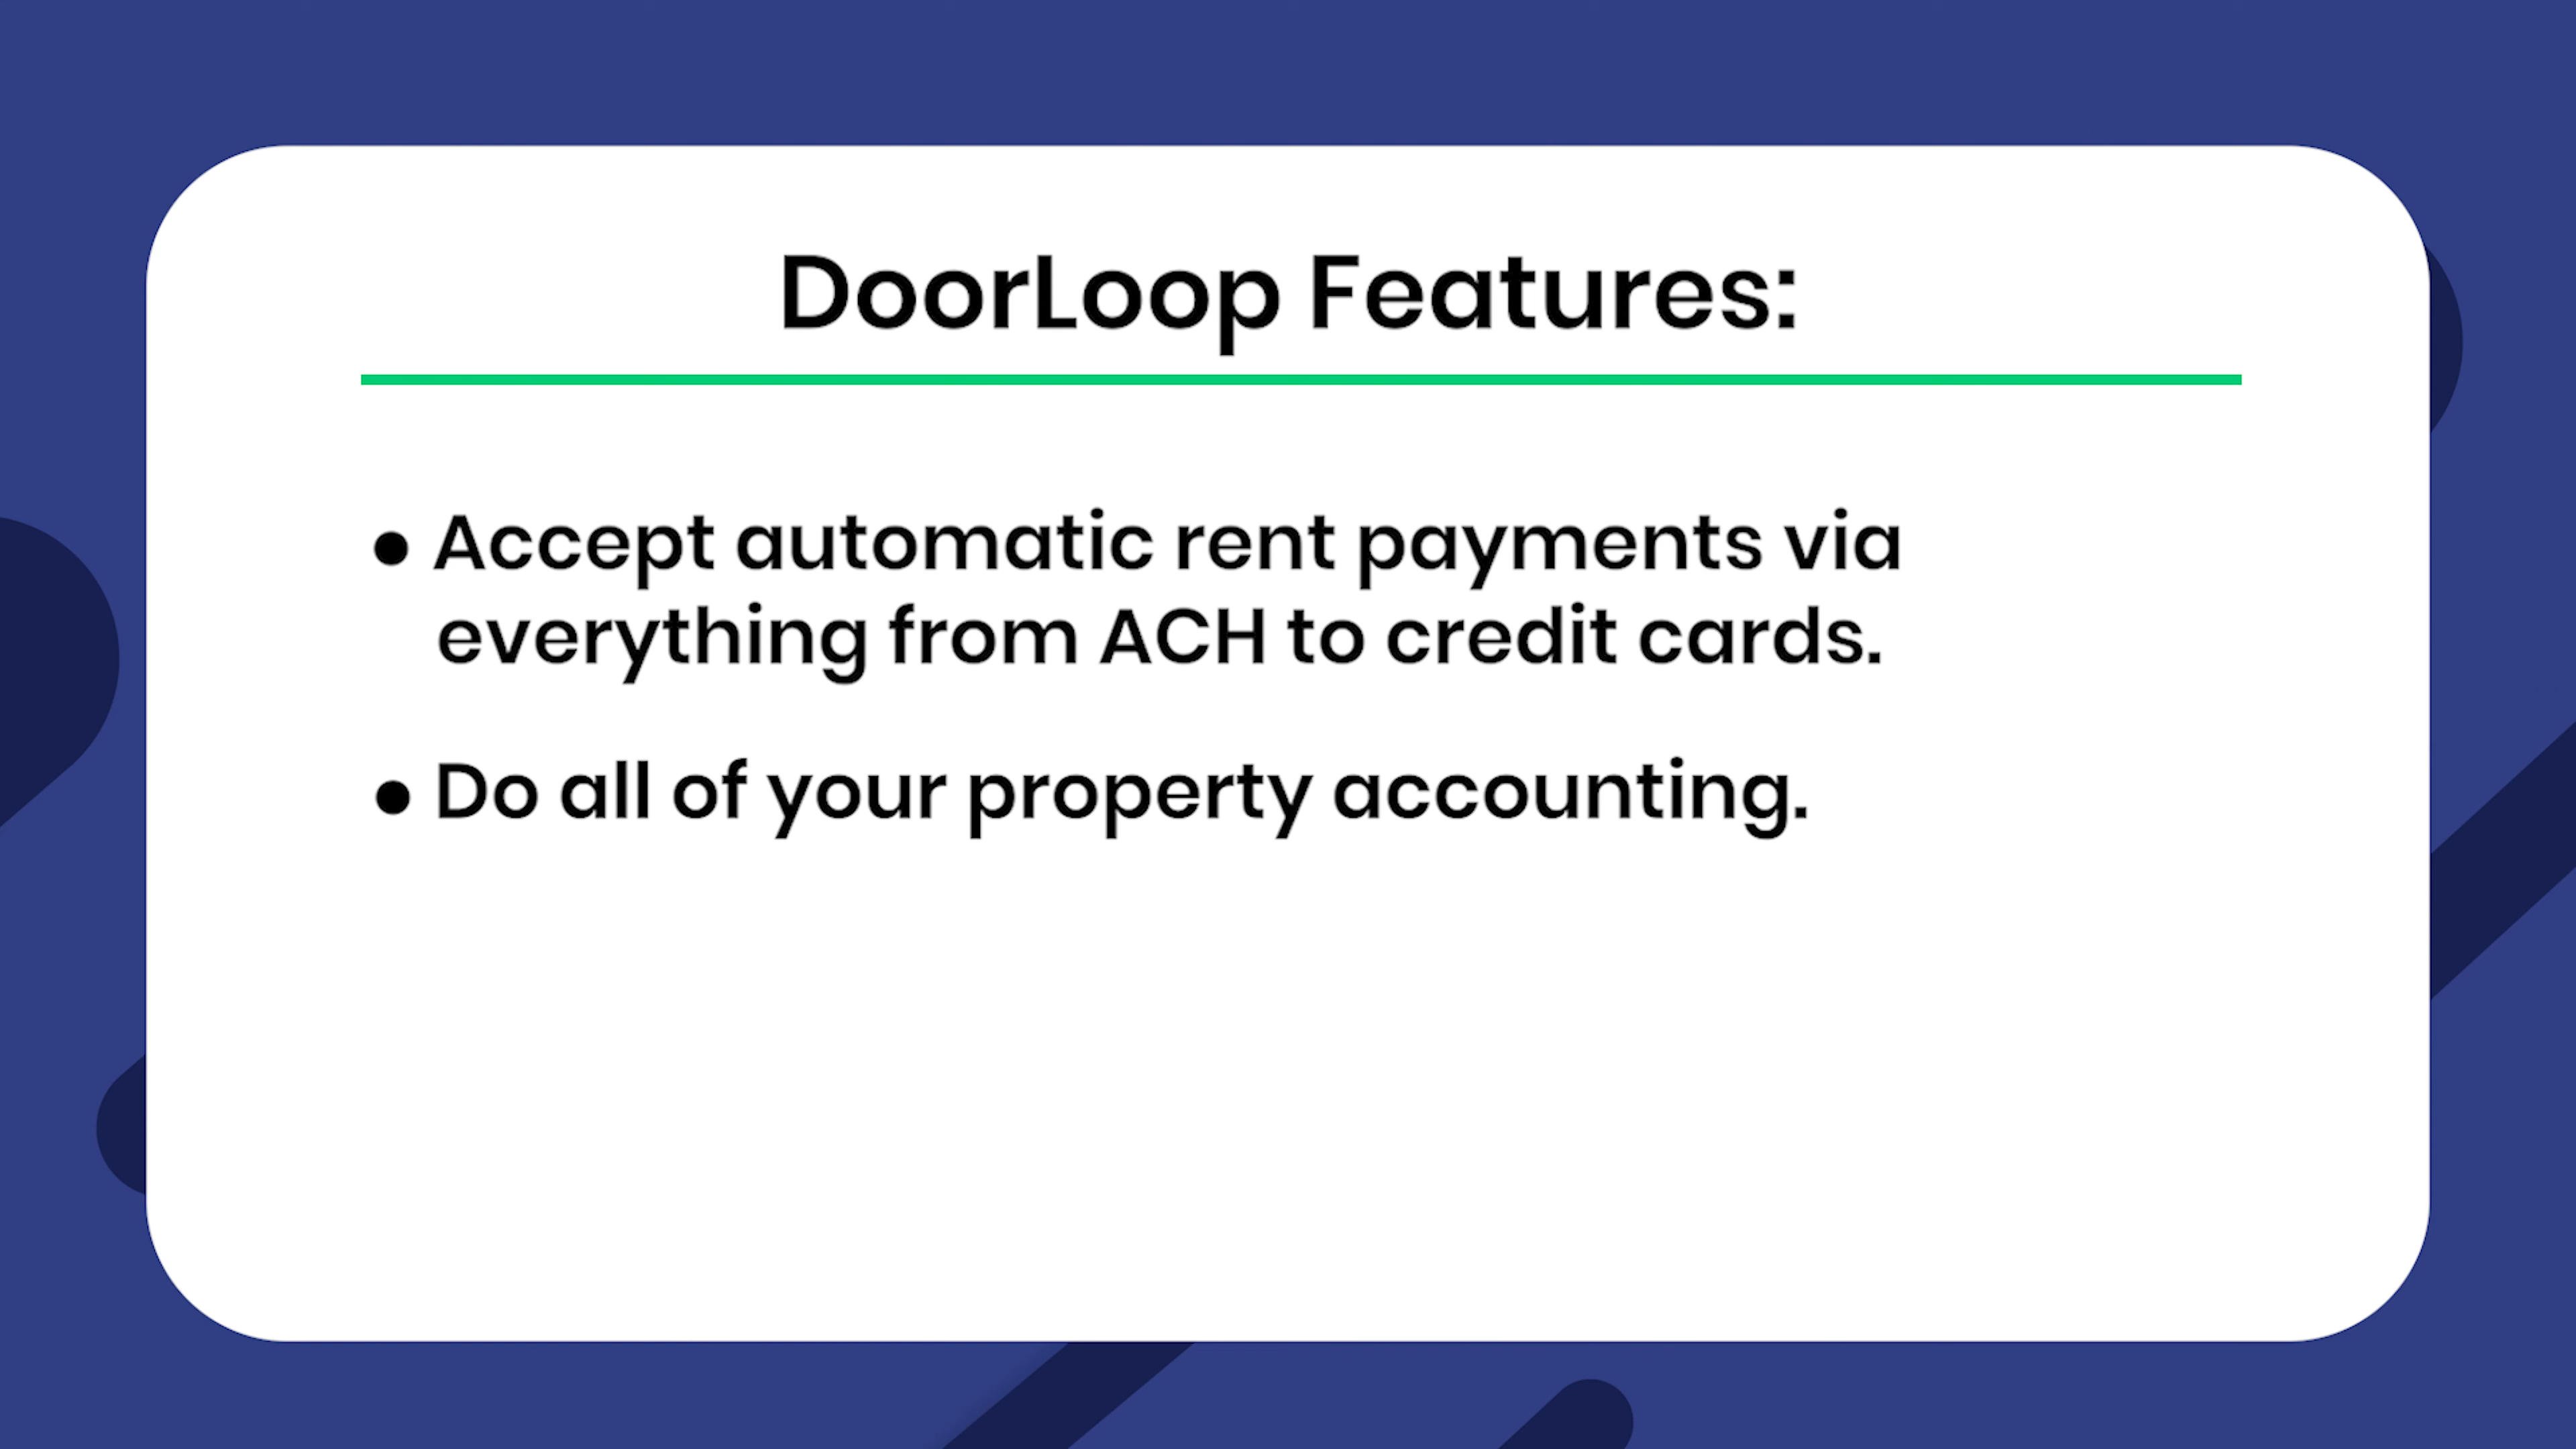 DoorLoop Features:
● Accept automatic rent payments via
everything from ACH to credit cards.
● Do all of your property accounting.